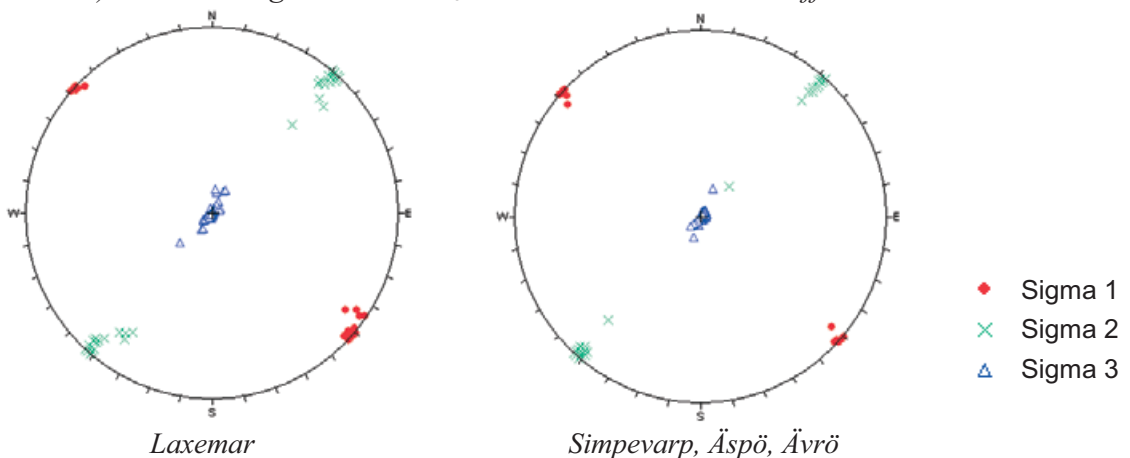 N N
W E W E
S S
Sigma 1
Sigma 2
Sigma 3
Laxemar Simpevarp, Äspö, Ävrö